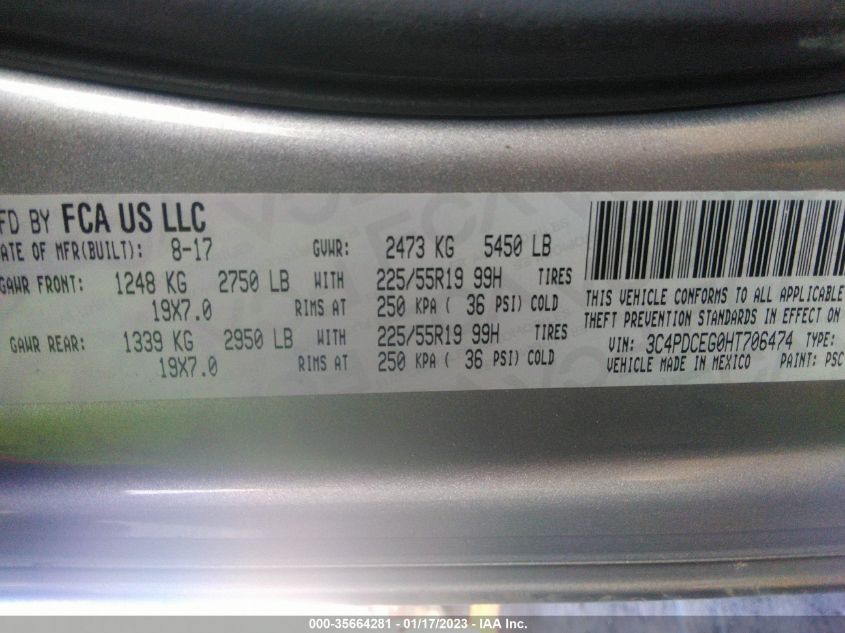 FD BY FCA US LLC
ATE OF MFR(BUILT): 8-17 GVWR: 2473 KG 5450 LB
GAWR FRONT: 1248 KG 2750 LB WITH 225/55R19 99H TIRES
19X7.0 RIMS AT 250 KPA ( 36 PSI) COLD
GAWR REAR: 1339 KG 2950 LB WITH 225/55R19 99H TIRES
19X7.0 RIMS AT 250 KPA ( 36 PSI) COLD
THIS VEHICLE CONFORMS TO ALL APPLICABLE
THEFT PREVENTION STANDARDS IN EFFECT ON
VIN: 3C4PDCEG0HT706474 TYPE:
VEHICLE MADE IN MEXICO PAINT: PSC
000-35664281 - 01/17/2023 - IAA Inc.